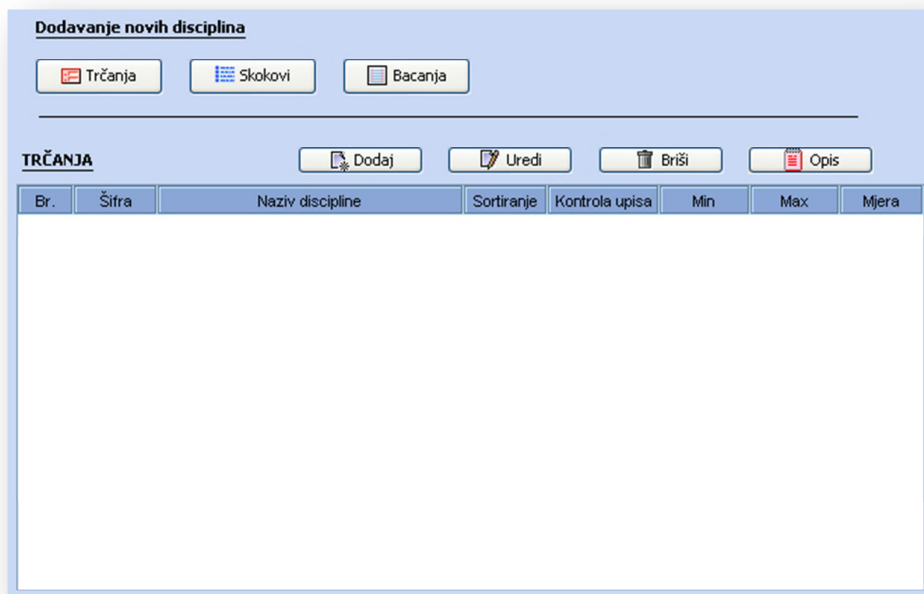 Dodavanje novih disciplina
Trčanja Skokovi Bacanja
TRČANJA Dodaj Uredi Briši Opis
Br. Šifra Naziv discipline Sortiranje Kontrola upisa Min Max Mjera